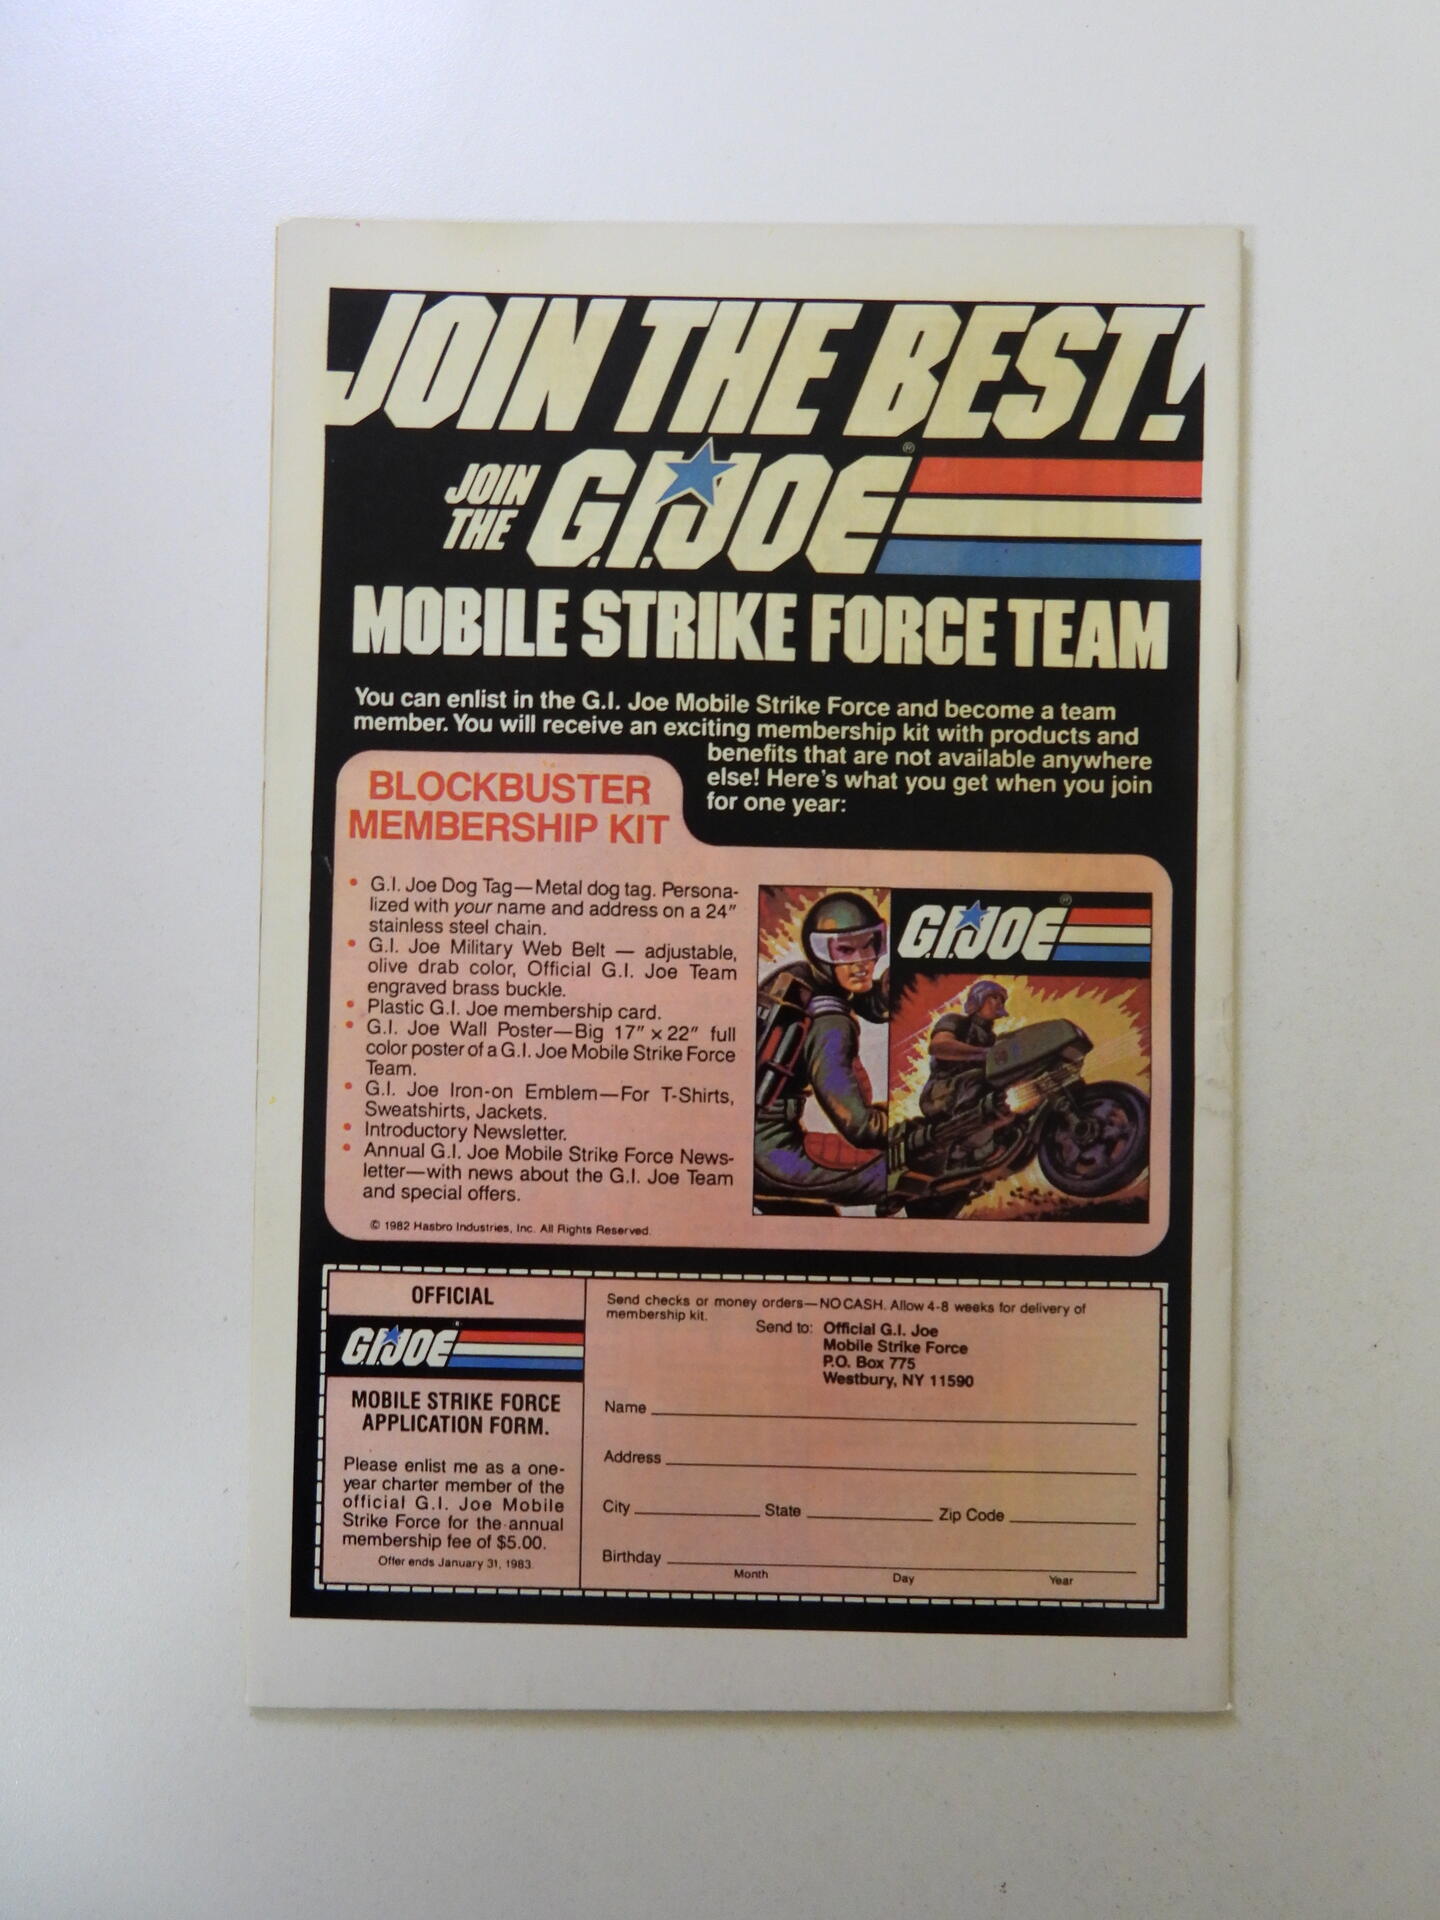 JOIN THE BEST!
JOIN
THE
G.I. JOE®
MOBILE STRIKE FORCE TEAM
You can enlist in the G.I. Joe Mobile Strike Force and become a team
member. You will receive an exciting membership kit with products and
benefits that are not available anywhere
else! Here's what you get when you join
for one year:
BLOCKBUSTER
MEMBERSHIP KIT
• G.I. Joe Dog Tag—Metal dog tag. Persona-
lized with your name and address on a 24"
stainless steel chain.
• G.I. Joe Military Web Belt — adjustable,
olive drab color, Official G.I. Joe Team
engraved brass buckle.
• Plastic G.I. Joe membership card.
• G.I. Joe Wall Poster—Big 17" x 22" full
color poster of a G.I. Joe Mobile Strike Force
Team.
• G.I. Joe Iron-on Emblem—For T-Shirts,
Sweatshirts, Jackets.
• Introductory Newsletter.
• Annual G.I. Joe Mobile Strike Force News-
letter—with news about the G.I. Joe Team
and special offers.
© 1982 Hasbro Industries, Inc. All Rights Reserved.
G.I. JOE®
OFFICIAL
G.I. JOE®
MOBILE STRIKE FORCE
APPLICATION FORM.
Please enlist me as a one-
year charter member of the
official G.I. Joe Mobile
Strike Force for the annual
membership fee of $5.00.
Offer ends January 31, 1983.
Send checks or money orders—NO CASH. Allow 4-8 weeks for delivery of
membership kit.
Send to: Official G.I. Joe
Mobile Strike Force
P.O. Box 775
Westbury, NY 11590
Name
Address
City State Zip Code
Birthday
Month Day Year